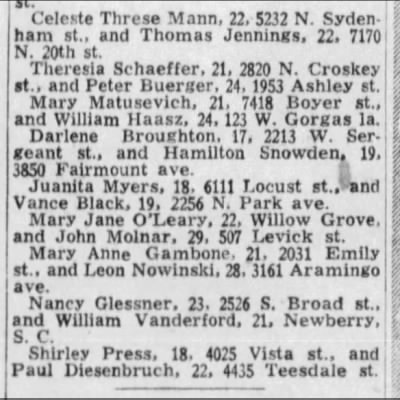 st.
Celeste Threse Mann, 22, 5232 N. Syden-
ham st., and Thomas Jennings, 22, 7170
N. 20th st.
Theresia Schaeffer, 21, 2820 N. Croskey
st., and Peter Buerger, 24, 1953 Ashley st.
Mary Matusevich, 21, 7418 Boyer st.,
and William Haasz, 24, 123 W. Gorgas la.
Darlene Broughton, 17, 2213 W. Ser-
geant st., and Hamilton Snowden, 19,
3850 Fairmount ave.
Juanita Myers, 18, 6111 Locust st., and
Vance Black, 19, 2256 N. Park ave.
Mary Jane O'Leary, 22, Willow Grove,
and John Molnar, 29, 507 Levick st.
Mary Anne Gambone, 21, 2031 Emily
st., and Leon Nowinski, 28, 3161 Aramingo
ave.
Nancy Glessner, 23, 2526 S. Broad st.,
and William Vanderford, 21, Newberry,
S. C.
Shirley Press, 18, 4025 Vista st., and
Paul Diesenbruch, 22, 4435 Teesdale st.